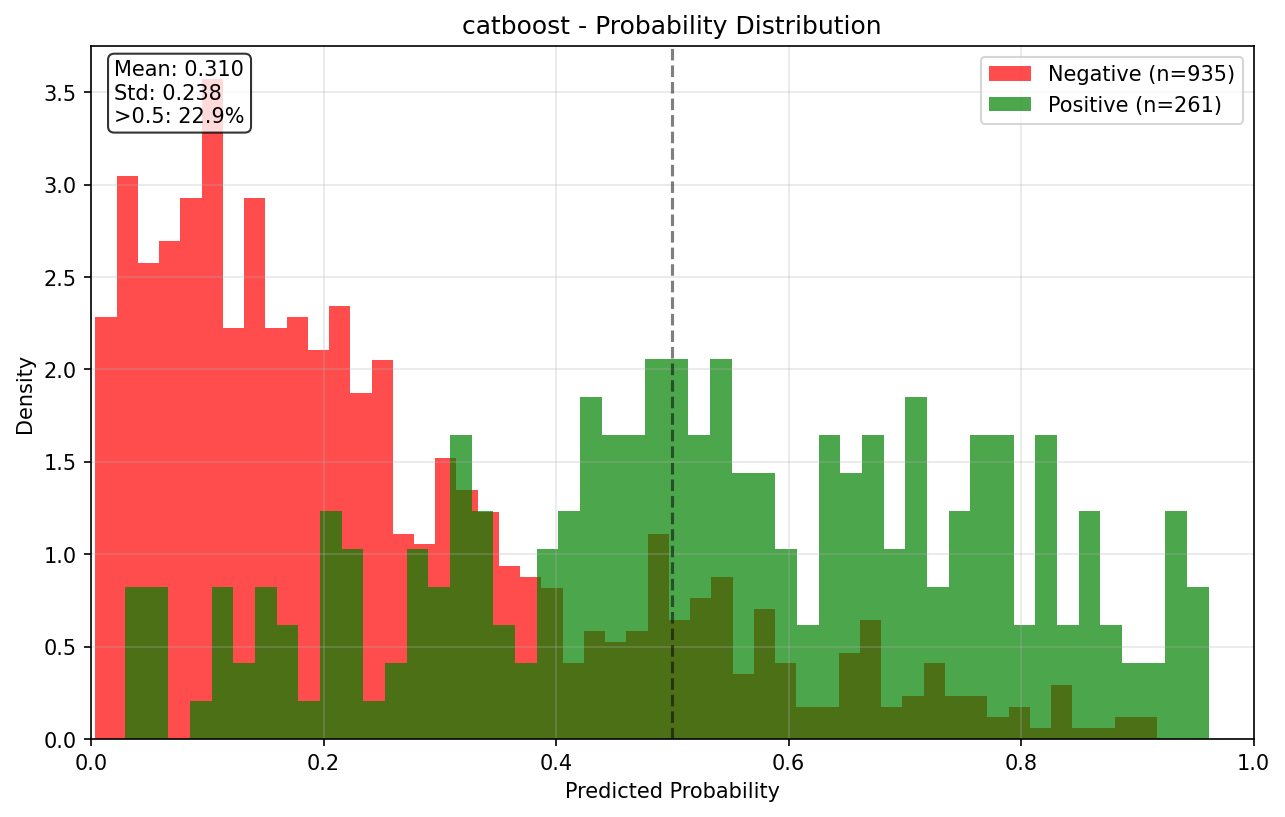 catboost - Probability Distribution
Mean: 0.310
Std: 0.238
>0.5: 22.9%
Negative (n=935)
Positive (n=261)
Density
3.5
3.0
2.5
2.0
1.5
1.0
0.5
0.0
0.0 0.2 0.4 0.6 0.8 1.0
Predicted Probability